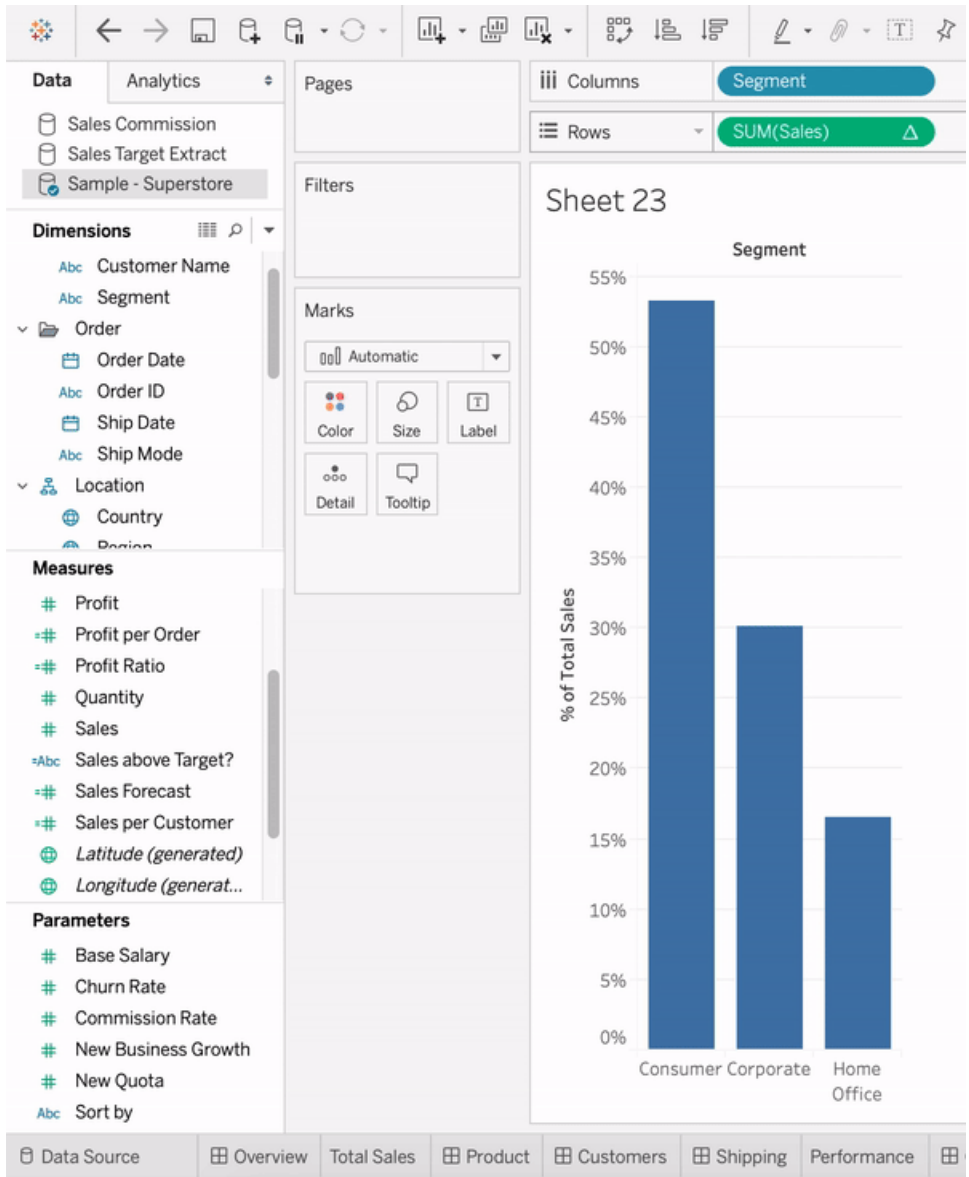 Data
Analytics
Sales Commission
Sales Target Extract
Sample - Superstore
Dimensions
Abc Customer Name
Abc Segment
Order
Order Date
Abc Order ID
Ship Date
Abc Ship Mode
Location
Country
Region
Measures
# Profit
=# Profit per Order
=# Profit Ratio
# Quantity
# Sales
=Abc Sales above Target?
=# Sales Forecast
=# Sales per Customer
Latitude (generated)
Longitude (generat...
Parameters
# Base Salary
# Churn Rate
# Commission Rate
# New Business Growth
# New Quota
Abc Sort by
Pages
Filters
Marks
Automatic
Color Size Label
Detail Tooltip
Columns Segment
Rows SUM(Sales)
Sheet 23
Segment
% of Total Sales
55%
50%
45%
40%
35%
30%
25%
20%
15%
10%
5%
0%
Consumer Corporate Home
Office
Data Source Overview Total Sales Product Customers Shipping Performance